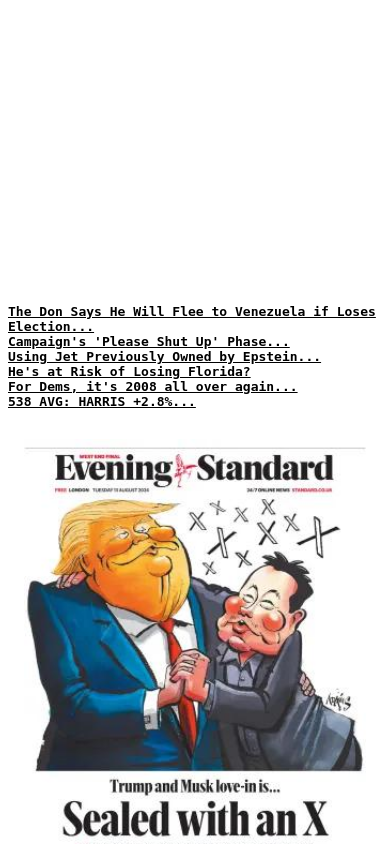 The Don Says He Will Flee to Venezuela if Loses
Election...
Campaign's 'Please Shut Up' Phase...
Using Jet Previously Owned by Epstein...
He's at Risk of Losing Florida?
For Dems, it's 2008 all over again...
538 AVG: HARRIS +2.8%...
WEST END FINAL
Evening Standard
FREE LONDON TUESDAY 13 AUGUST 2024 24/7 ONLINE NEWS STANDARD.CO.UK
X X X X X X X X X X
ADAMS
Trump and Musk love-in is...
Sealed with an X